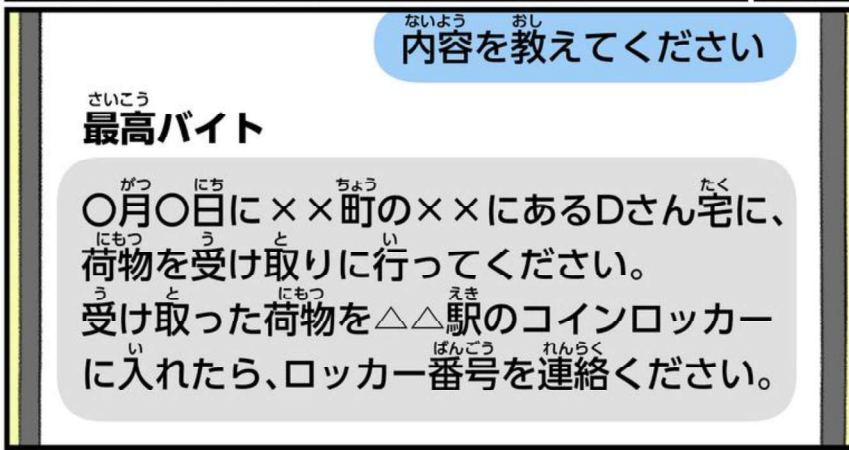 内容を教えてください
最高バイト
〇月〇日に××町の××にあるDさん宅に、
荷物を受け取りに行ってください。
受け取った荷物を△△駅のコインロッカー
に入れたら、ロッカー番号を連絡ください。